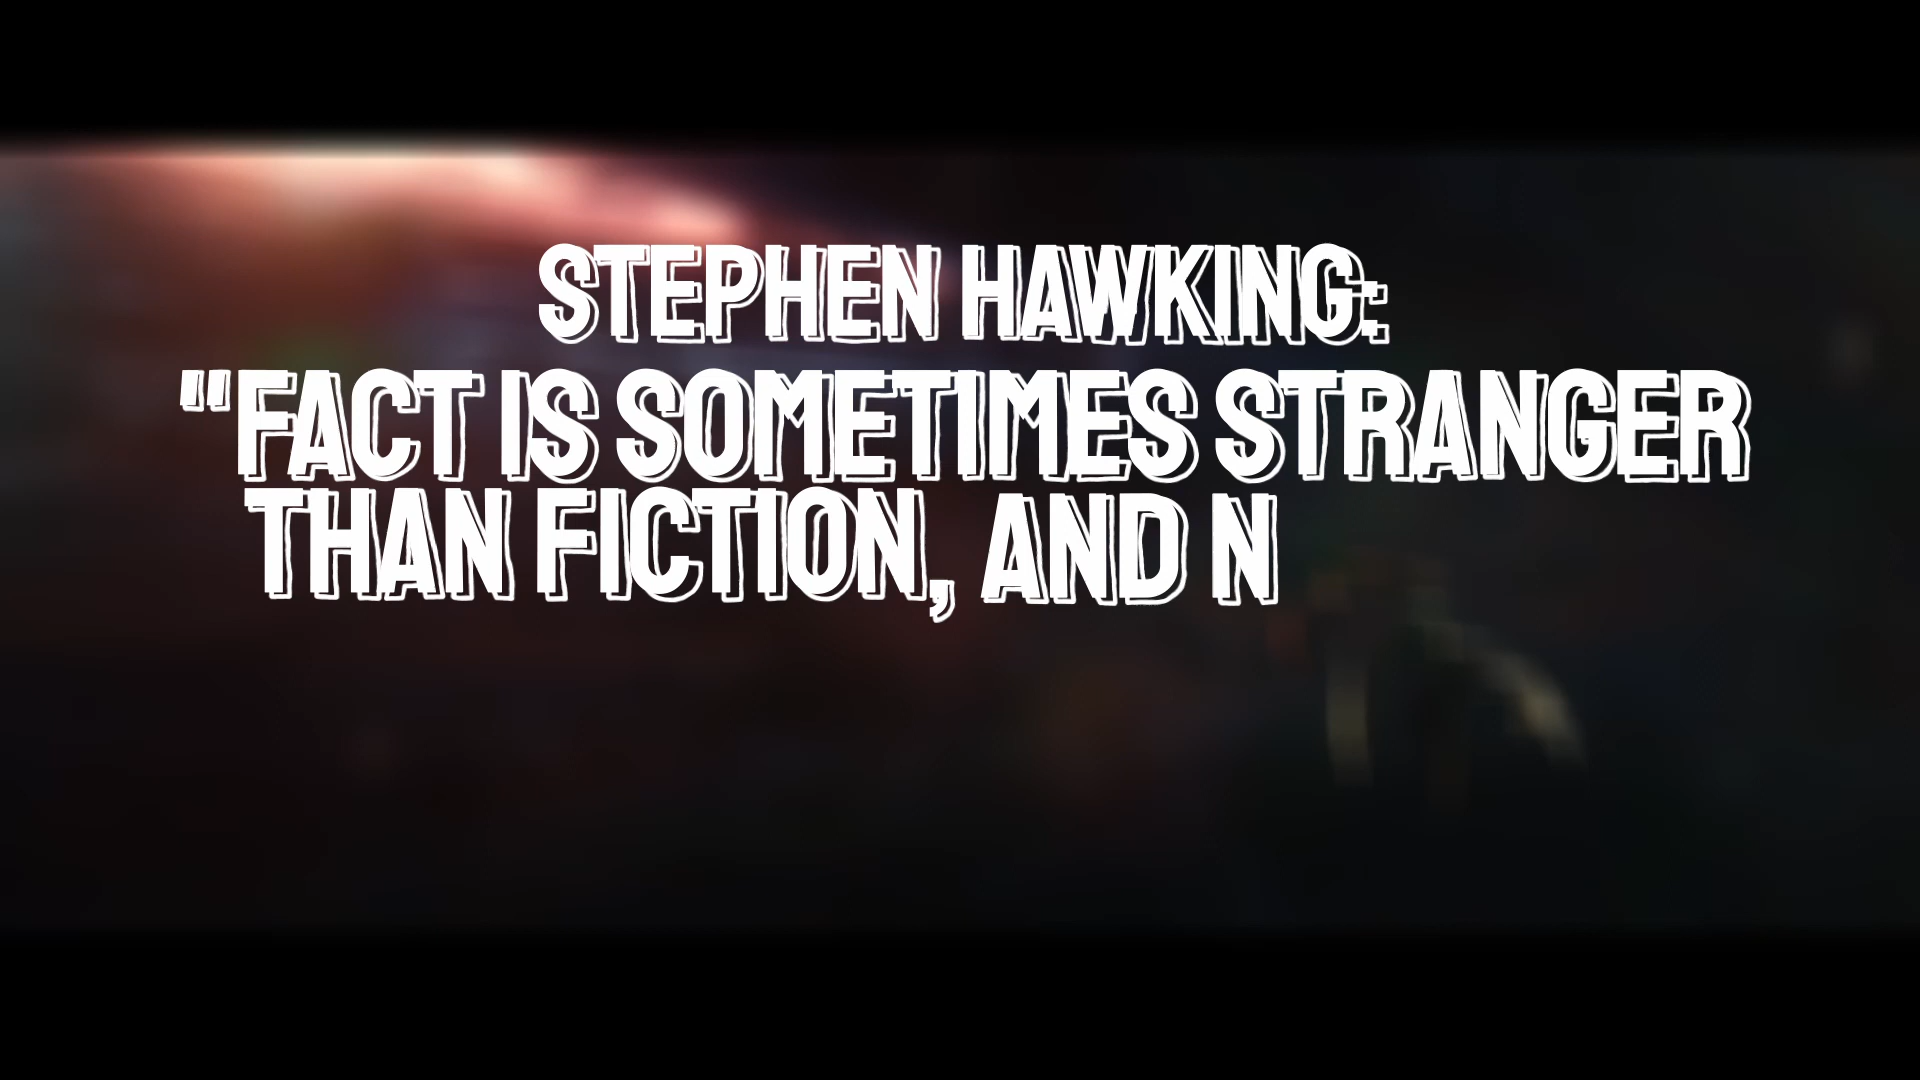 STEPHEN HAWKING:
"FACT IS SOMETIMES STRANGER
THAN FICTION, AND N